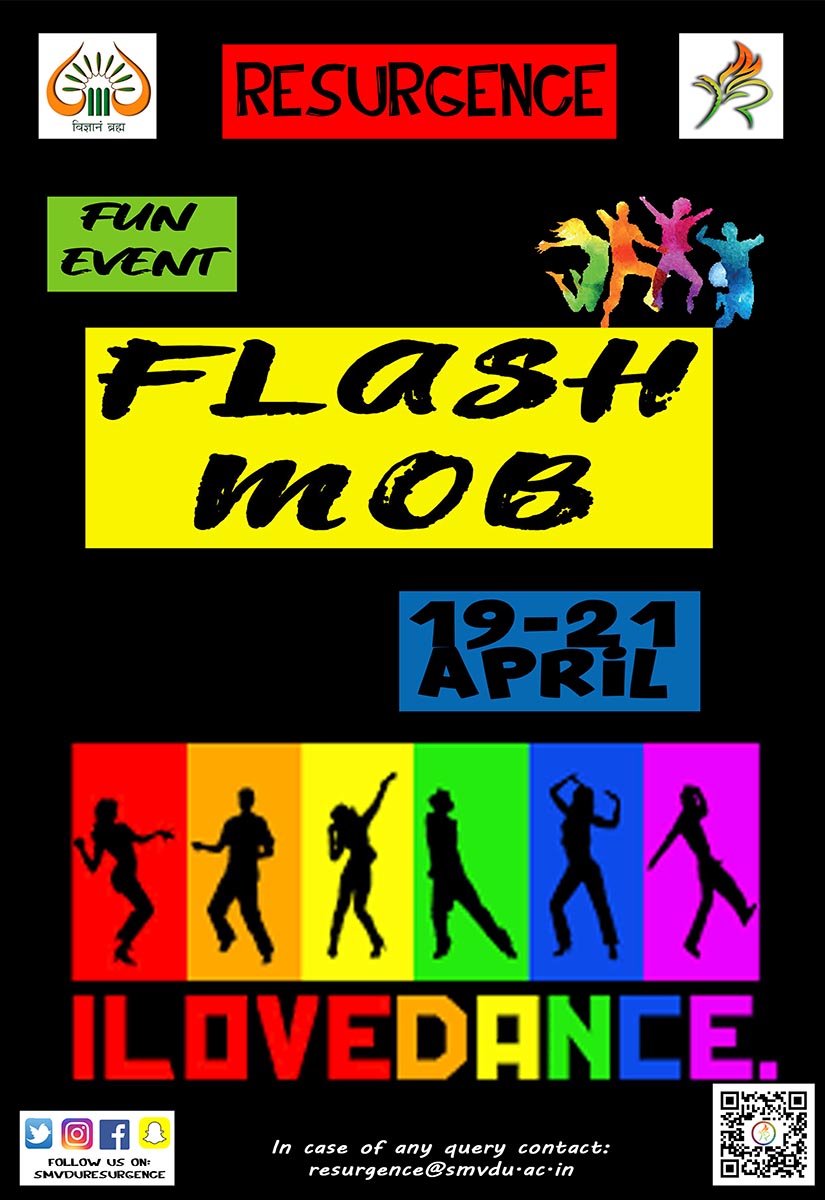 विज्ञानं ब्रह्म
RESURGENCE
FUN
EVENT
FLASH
MOB
19-21
APRIL
ILOVEDANCE.
FOLLOW US ON:
SMVDURESURGENCE
In case of any query contact:
resurgence@smvdu.ac.in